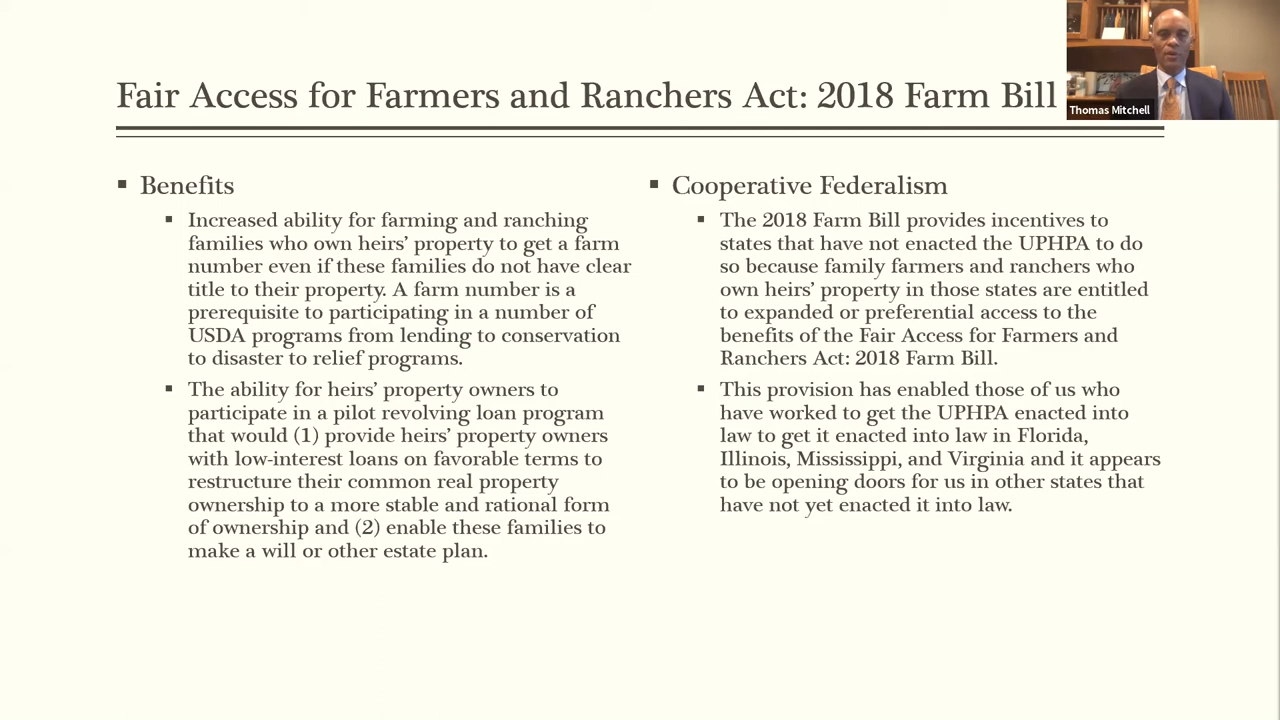 Fair Access for Farmers and Ranchers Act: 2018 Farm Bill
Thomas Mitchell
▪ Benefits
▪ Increased ability for farming and ranching
families who own heirs’ property to get a farm
number even if these families do not have clear
title to their property. A farm number is a
prerequisite to participating in a number of
USDA programs from lending to conservation
to disaster to relief programs.
▪ The ability for heirs’ property owners to
participate in a pilot revolving loan program
that would (1) provide heirs’ property owners
with low-interest loans on favorable terms to
restructure their common real property
ownership to a more stable and rational form
of ownership and (2) enable these families to
make a will or other estate plan.
▪ Cooperative Federalism
▪ The 2018 Farm Bill provides incentives to
states that have not enacted the UPHPA to do
so because family farmers and ranchers who
own heirs’ property in those states are entitled
to expanded or preferential access to the
benefits of the Fair Access for Farmers and
Ranchers Act: 2018 Farm Bill.
▪ This provision has enabled those of us who
have worked to get the UPHPA enacted into
law to get it enacted into law in Florida,
Illinois, Mississippi, and Virginia and it appears
to be opening doors for us in other states that
have not yet enacted it into law.